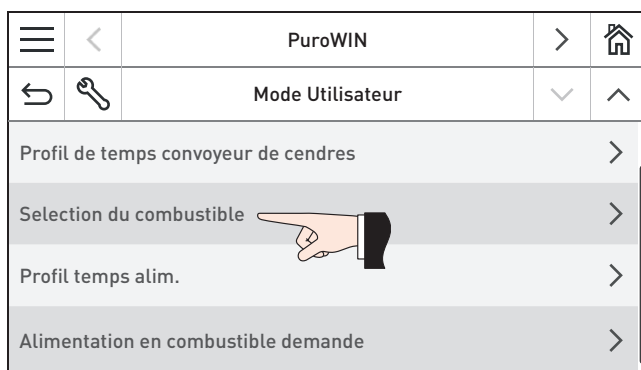 PuroWIN
Mode Utilisateur
Profil de temps convoyeur de cendres
Selection du combustible
Profil temps alim.
Alimentation en combustible demande